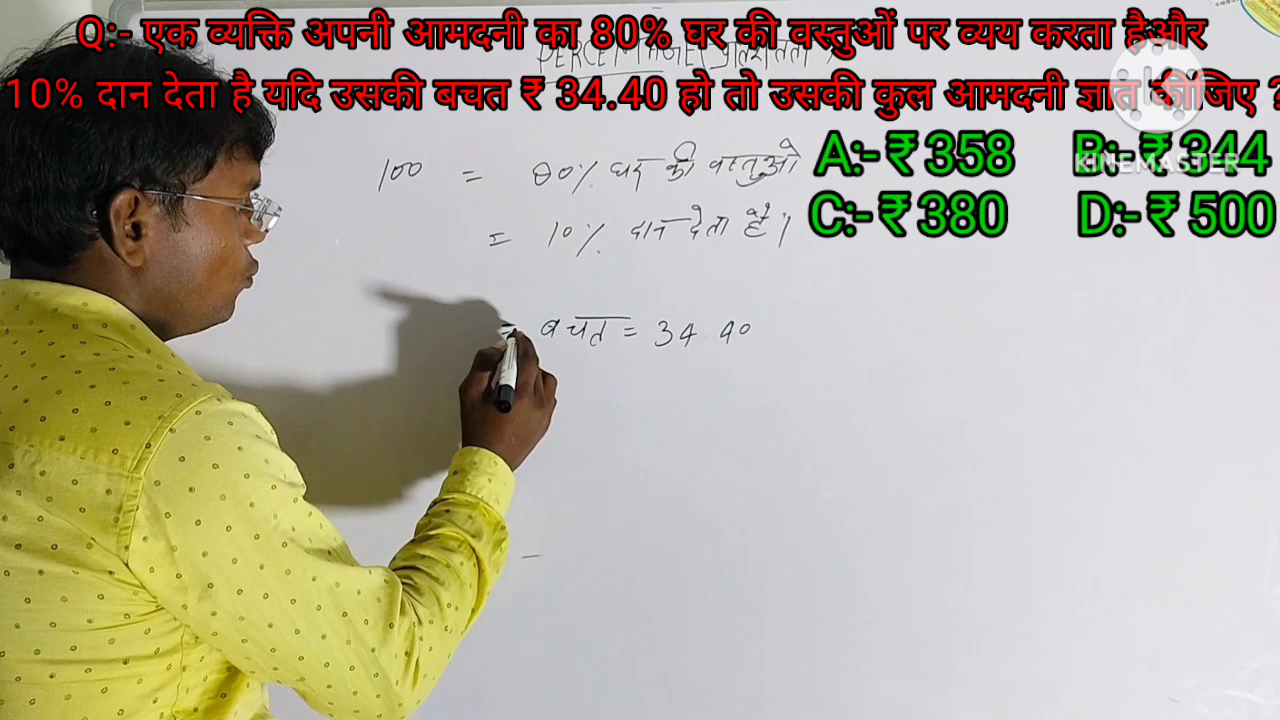 Q:- एक व्यक्ति अपनी आमदनी का 80% घर की वस्तुओं पर व्यय करता हैऔर
10% दान देता है यदि उसकी बचत ₹ 34.40 हो तो उसकी कुल आमदनी ज्ञात कीजिए ?
A:- ₹ 358 B:- ₹ 344
KINEMASTER
C:- ₹ 380 D:- ₹ 500
100 = 80% घर की वस्तुओ
= 10% दान देता है।
= बचत = 34.40